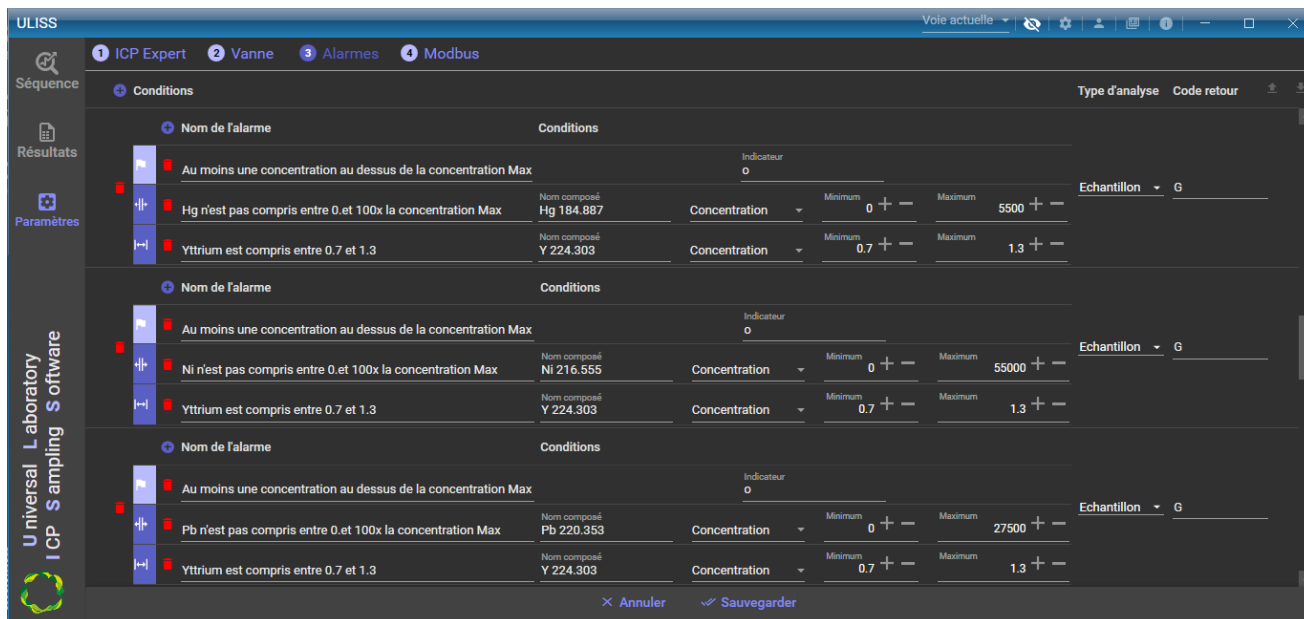 ULISS
Voie actuelle
1 ICP Expert 2 Vanne 3 Alarmes 4 Modbus
Séquence
Résultats
Paramètres
Universal Laboratory
ICP Sampling Software
Conditions Type d'analyse Code retour
Nom de l'alarme Conditions
Indicateur
Au moins une concentration au dessus de la concentration Max o
Echantillon G
Nom composé Minimum Maximum
Hg n'est pas compris entre 0.et 100x la concentration Max Hg 184.887 Concentration 0 5500
Nom composé Minimum Maximum
Yttrium est compris entre 0.7 et 1.3 Y 224.303 Concentration 0.7 1.3
Nom de l'alarme Conditions
Indicateur
Au moins une concentration au dessus de la concentration Max o
Echantillon G
Nom composé Minimum Maximum
Ni n'est pas compris entre 0.et 100x la concentration Max Ni 216.555 Concentration 0 55000
Nom composé Minimum Maximum
Yttrium est compris entre 0.7 et 1.3 Y 224.303 Concentration 0.7 1.3
Nom de l'alarme Conditions
Indicateur
Au moins une concentration au dessus de la concentration Max o
Echantillon G
Nom composé Minimum Maximum
Pb n'est pas compris entre 0.et 100x la concentration Max Pb 220.353 Concentration 0 27500
Nom composé Minimum Maximum
Yttrium est compris entre 0.7 et 1.3 Y 224.303 Concentration 0.7 1.3
Annuler Sauvegarder